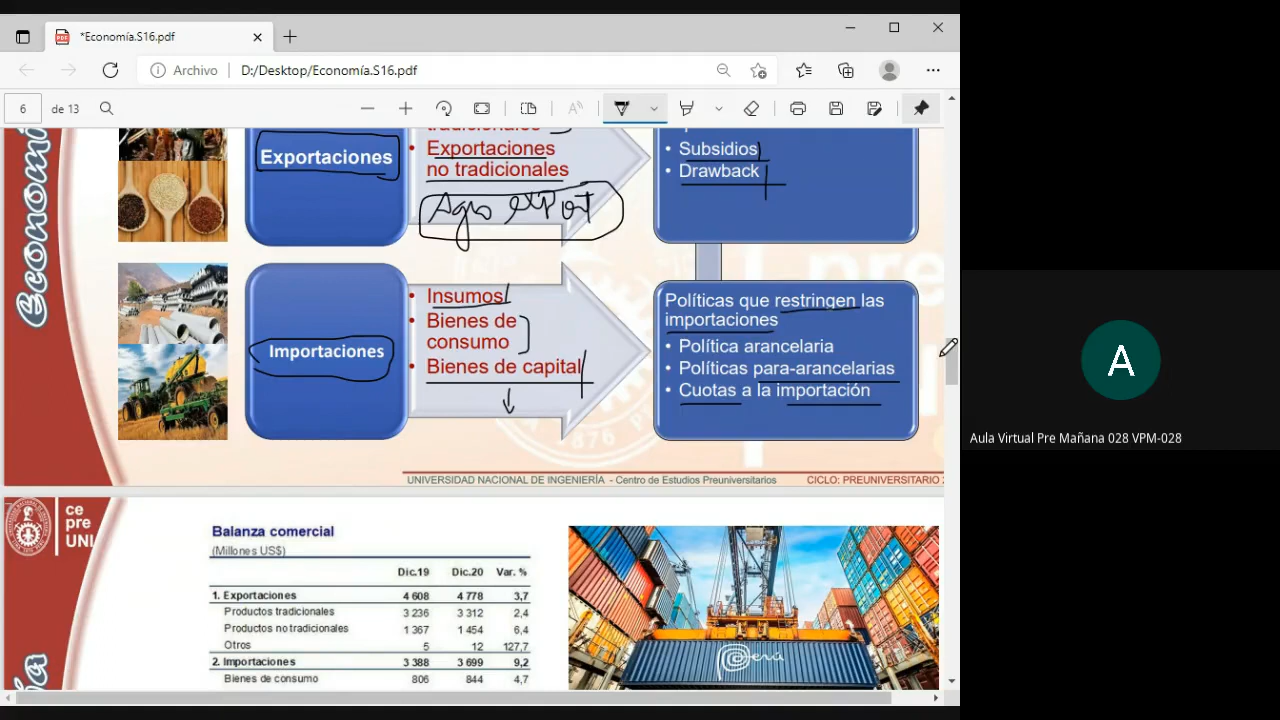 *Economía.S16.pdf
Archivo
D:/Desktop/Economía.S16.pdf
6
de 13
Economí
Exportaciones
tradicionales
• Exportaciones
no tradicionales
Agro export
• Subsidios
• Drawback
Importaciones
• Insumos
• Bienes de
consumo
• Bienes de capital
Políticas que restringen las
importaciones
• Política arancelaria
• Políticas para-arancelarias
• Cuotas a la importación
1876
UNIVERSIDAD NACIONAL DE INGENIERÍA - Centro de Estudios Preuniversitarios
CICLO: PREUNIVERSITARIO 2
ce
pre
UNI
Balanza comercial
(Millones US$)
Dic.19 Dic.20 Var. %
1. Exportaciones 4 608 4 778 3,7
Productos tradicionales 3 236 3 312 2,4
Productos no tradicionales 1 367 1 454 6,4
Otros 5 12 127,7
2. Importaciones 3 388 3 699 9,2
Bienes de consumo 806 844 4,7
Perú
A
Aula Virtual Pre Mañana 028 VPM-028